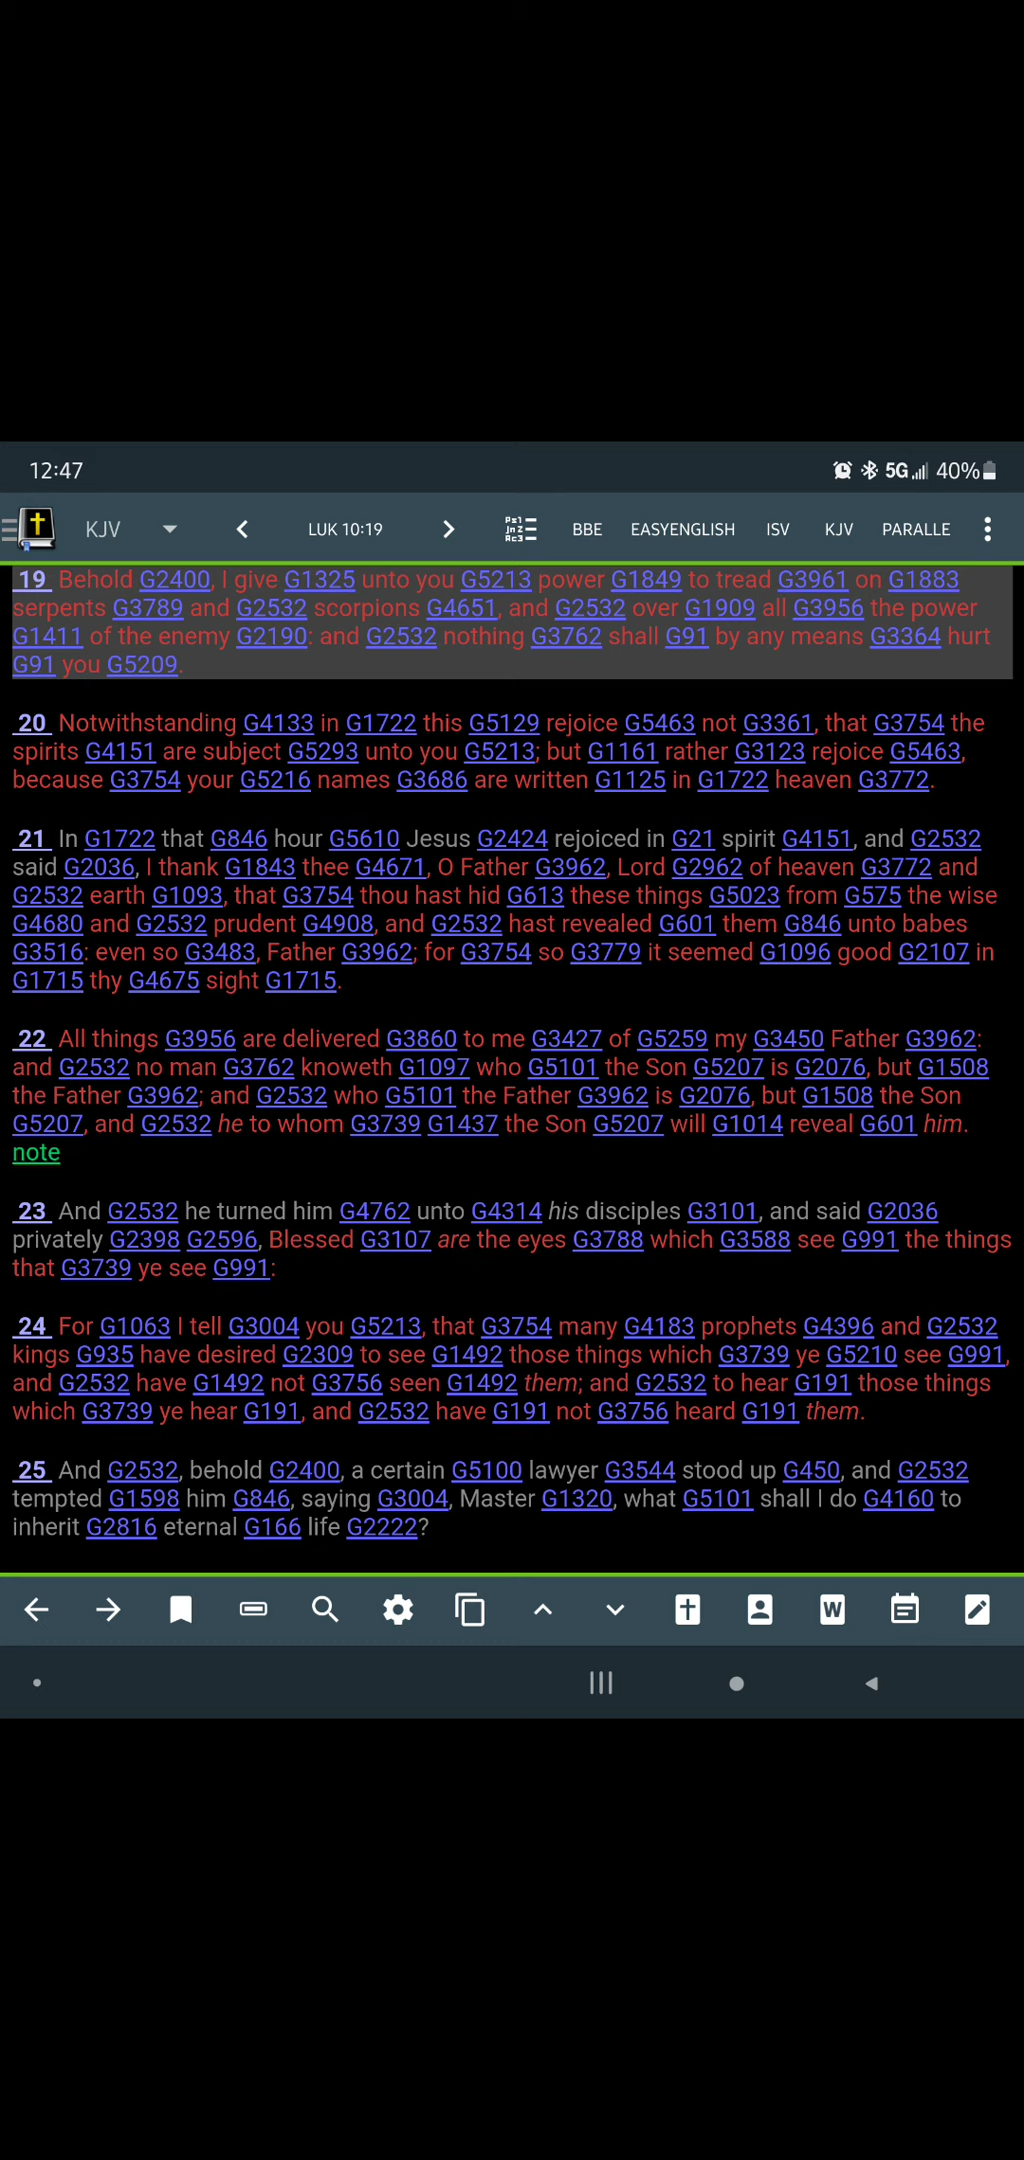 12:47 5G 40%
KJV LUK 10:19 BBE EASYENGLISH ISV KJV PARALLE
19 Behold G2400, I give G1325 unto you G5213 power G1849 to tread G3961 on G1883
serpents G3789 and G2532 scorpions G4651, and G2532 over G1909 all G3956 the power
G1411 of the enemy G2190: and G2532 nothing G3762 shall G91 by any means G3364 hurt
G91 you G5209.
20 Notwithstanding G4133 in G1722 this G5129 rejoice G5463 not G3361, that G3754 the
spirits G4151 are subject G5293 unto you G5213; but G1161 rather G3123 rejoice G5463,
because G3754 your G5216 names G3686 are written G1125 in G1722 heaven G3772.
21 In G1722 that G846 hour G5610 Jesus G2424 rejoiced in G21 spirit G4151, and G2532
said G2036, I thank G1843 thee G4671, O Father G3962, Lord G2962 of heaven G3772 and
G2532 earth G1093, that G3754 thou hast hid G613 these things G5023 from G575 the wise
G4680 and G2532 prudent G4908, and G2532 hast revealed G601 them G846 unto babes
G3516: even so G3483, Father G3962; for G3754 so G3779 it seemed G1096 good G2107 in
G1715 thy G4675 sight G1715.
22 All things G3956 are delivered G3860 to me G3427 of G5259 my G3450 Father G3962:
and G2532 no man G3762 knoweth G1097 who G5101 the Son G5207 is G2076, but G1508
the Father G3962; and G2532 who G5101 the Father G3962 is G2076, but G1508 the Son
G5207, and G2532 he to whom G3739 G1437 the Son G5207 will G1014 reveal G601 him.
note
23 And G2532 he turned him G4762 unto G4314 his disciples G3101, and said G2036
privately G2398 G2596, Blessed G3107 are the eyes G3788 which G3588 see G991 the things
that G3739 ye see G991:
24 For G1063 I tell G3004 you G5213, that G3754 many G4183 prophets G4396 and G2532
kings G935 have desired G2309 to see G1492 those things which G3739 ye G5210 see G991,
and G2532 have G1492 not G3756 seen G1492 them; and G2532 to hear G191 those things
which G3739 ye hear G191, and G2532 have G191 not G3756 heard G191 them.
25 And G2532, behold G2400, a certain G5100 lawyer G3544 stood up G450, and G2532
tempted G1598 him G846, saying G3004, Master G1320, what G5101 shall I do G4160 to
inherit G2816 eternal G166 life G2222?
W